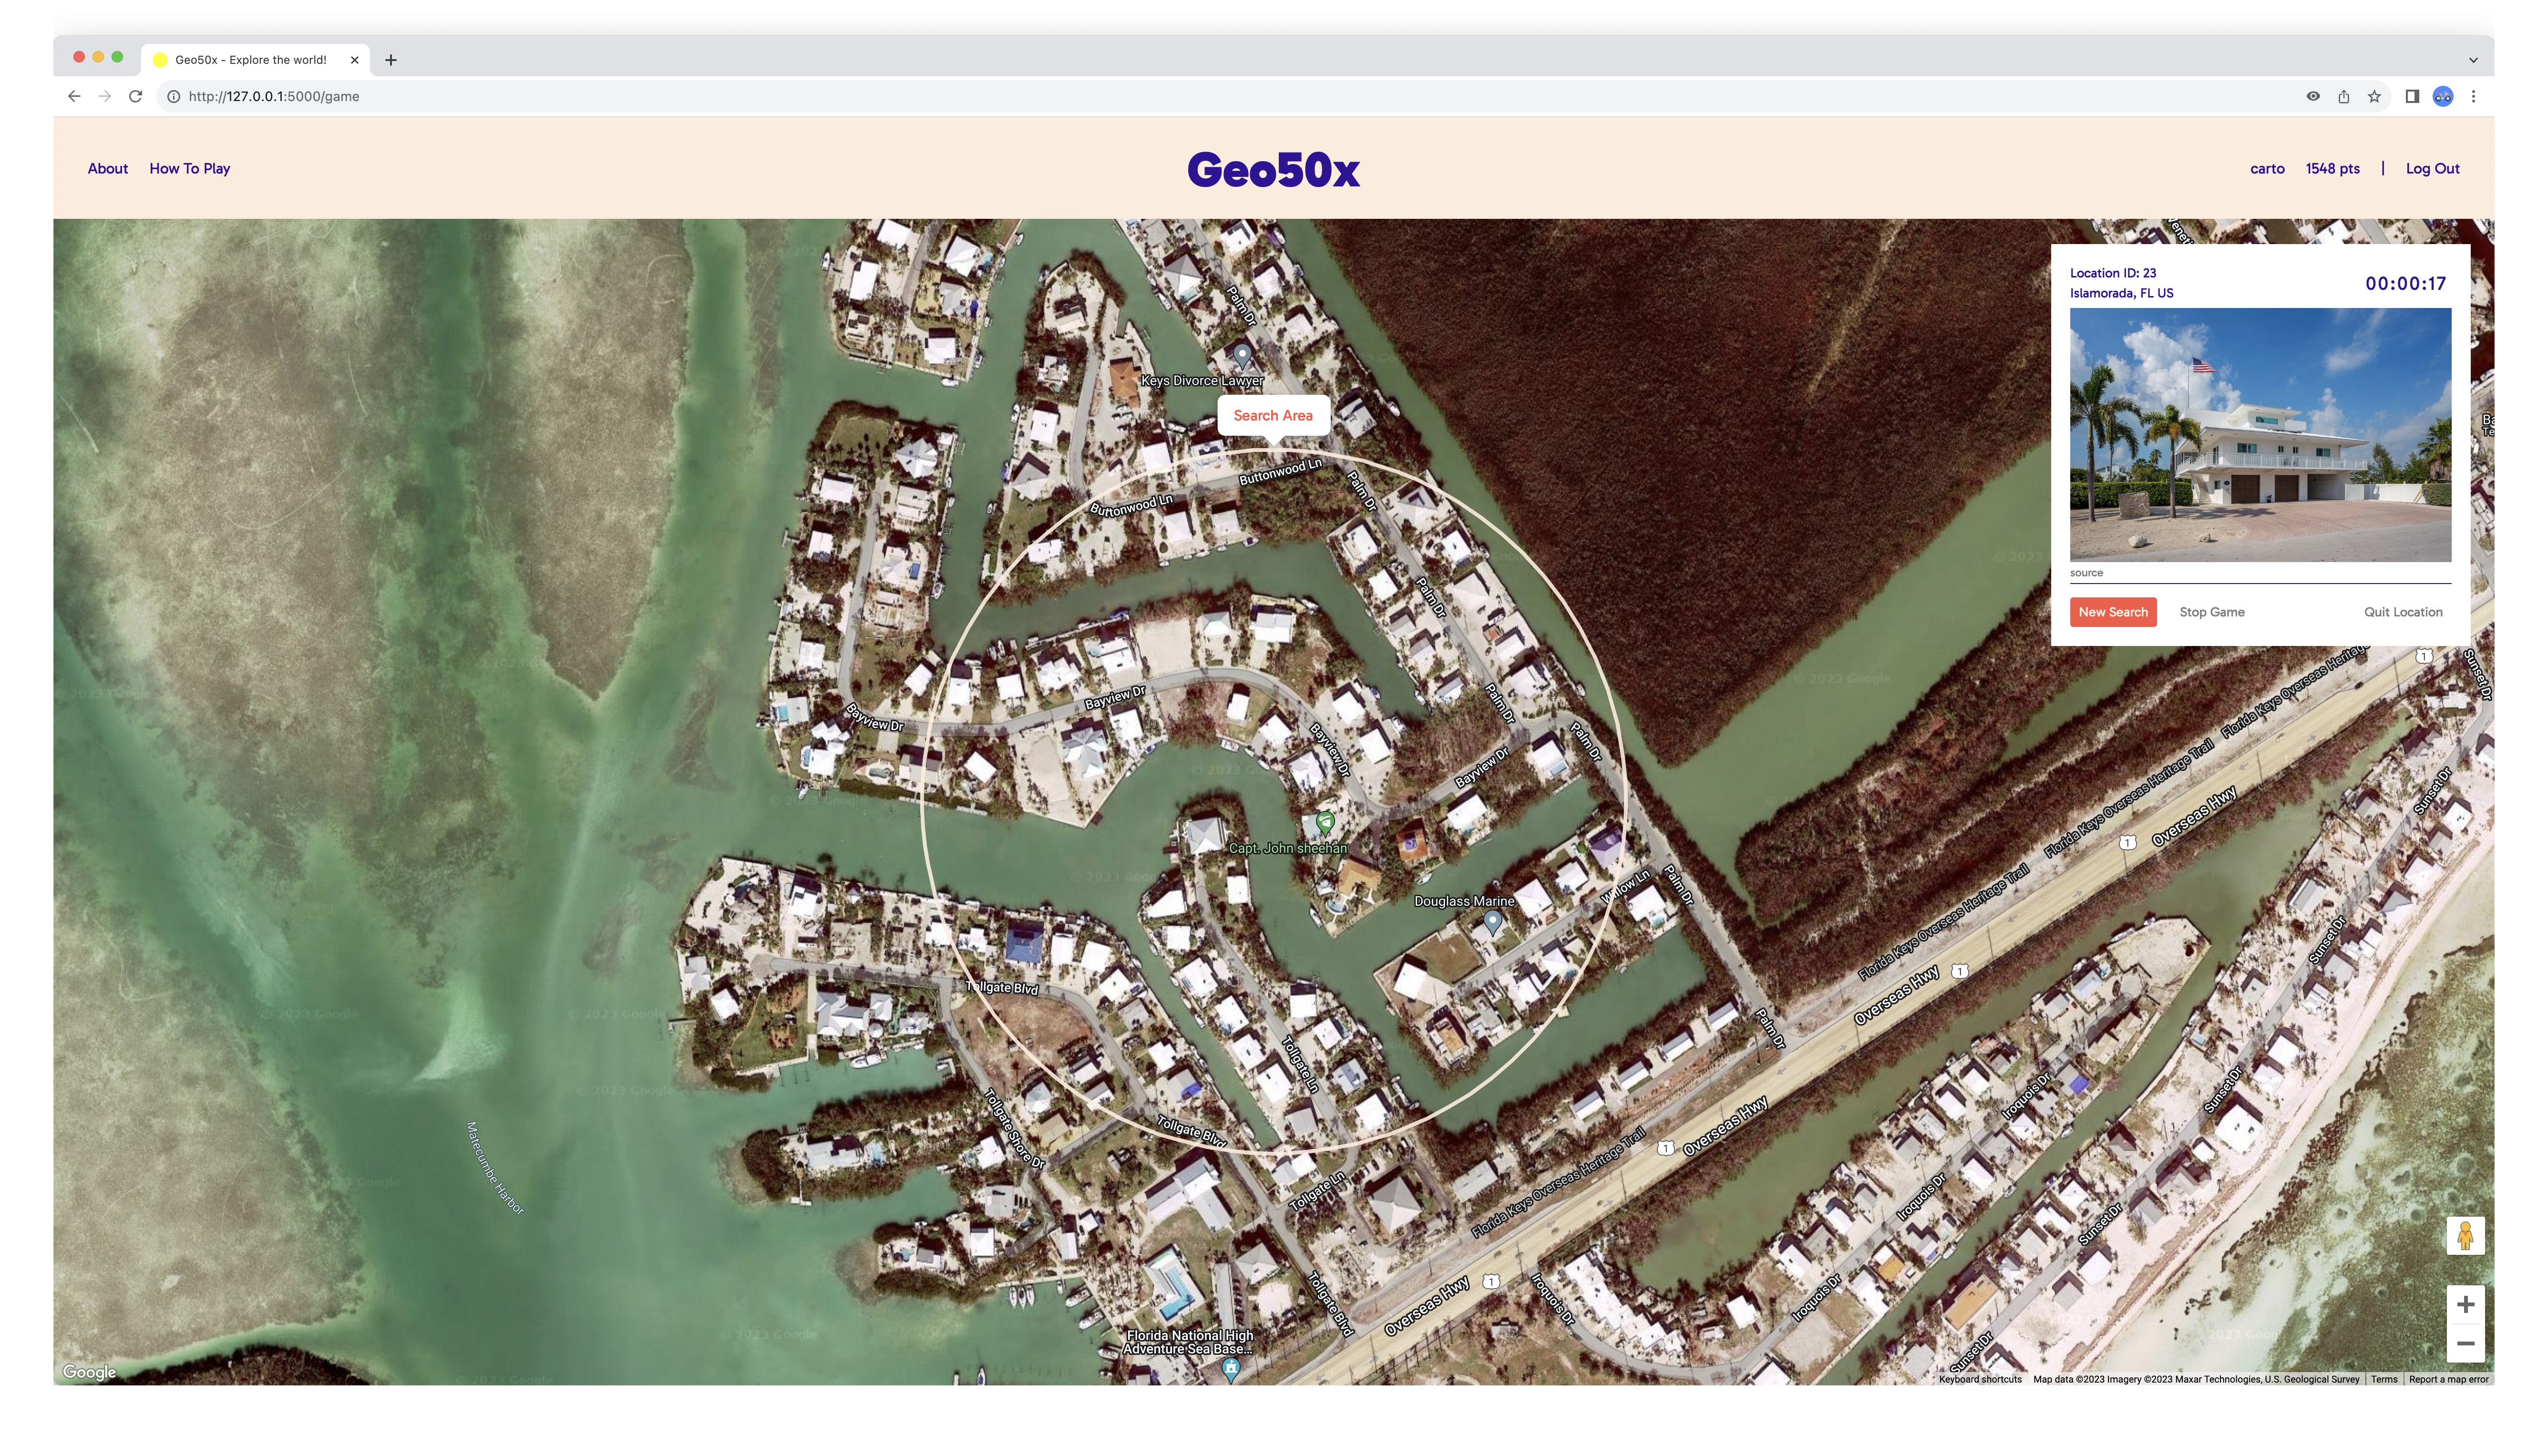 Geo50x - Explore the world!
http://127.0.0.1:5000/game
About
How To Play
Geo50x
carto
1548 pts
|
Log Out
Location ID: 23
Islamorada, FL US
00:00:17
source
New Search
Stop Game
Quit Location
Palm Dr
Keys Divorce Lawyer
Search Area
Buttonwood Ln
Buttonwood Ln
Palm Dr
Palm Dr
Palm Dr
Bayview Dr
Bayview Dr
Bayview Dr
Bayview Dr
Palm Dr
Capt. John sheehan
Douglass Marine
Willow Ln
Palm Dr
Tollgate Blvd
Palm Dr
Tollgate Ln
Tollgate Shore Dr
Tollgate Blvd
Tollgate Ln
Tollgate Blvd
Matecumbe Harbor
Florida National High
Adventure Sea Base...
Florida Keys Overseas Heritage Trail
Florida Keys Overseas Heritage Trail
Florida Keys Overseas Heritage Trail
Florida Keys Overseas Heritage
Overseas Hwy
Overseas Hwy
Overseas Hwy
Overseas Hwy
1
1
1
1
1
Sunset Dr
Sunset Dr
Sunset Dr
Sunset Dr
Sunset Dr
Sunset Dr
Iroquois Dr
Iroquois Dr
Iroquois Dr
Iroquois Dr
Google
Keyboard shortcuts
Map data ©2023 Imagery ©2023 Maxar Technologies, U.S. Geological Survey
Terms
Report a map error